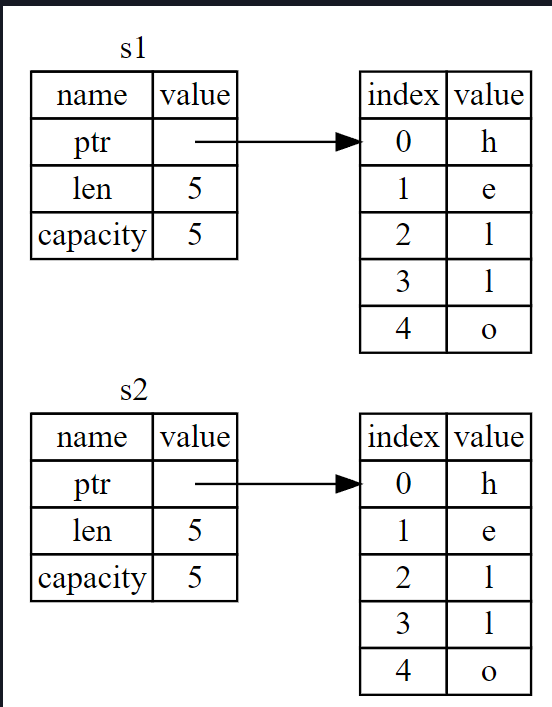 s1
name value index value
ptr 0 h
len 5 1 e
capacity 5 2 l
3 l
4 o
s2
name value index value
ptr 0 h
len 5 1 e
capacity 5 2 l
3 l
4 o